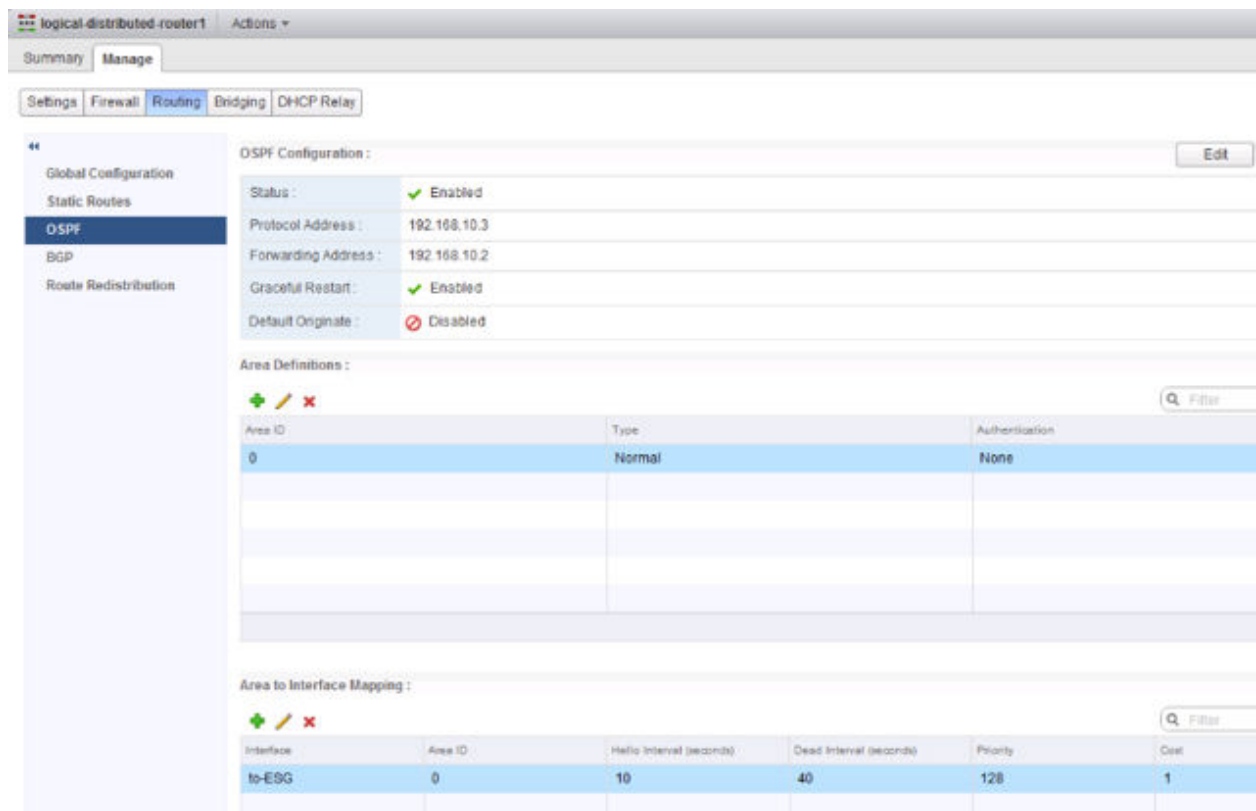 logical-distributed-router1 Actions
Summary Manage
Settings Firewall Routing Bridging DHCP Relay
Global Configuration
Static Routes
OSPF
BGP
Route Redistribution
OSPF Configuration :
Edit
Status : Enabled
Protocol Address : 192.168.10.3
Forwarding Address : 192.168.10.2
Graceful Restart : Enabled
Default Originate : Disabled
Area Definitions :
Filter
Area ID Type Authentication
0 Normal None
Area to Interface Mapping :
Filter
Interface Area ID Hello Interval (seconds) Dead Interval (seconds) Priority Cost
to-ESG 0 10 40 128 1